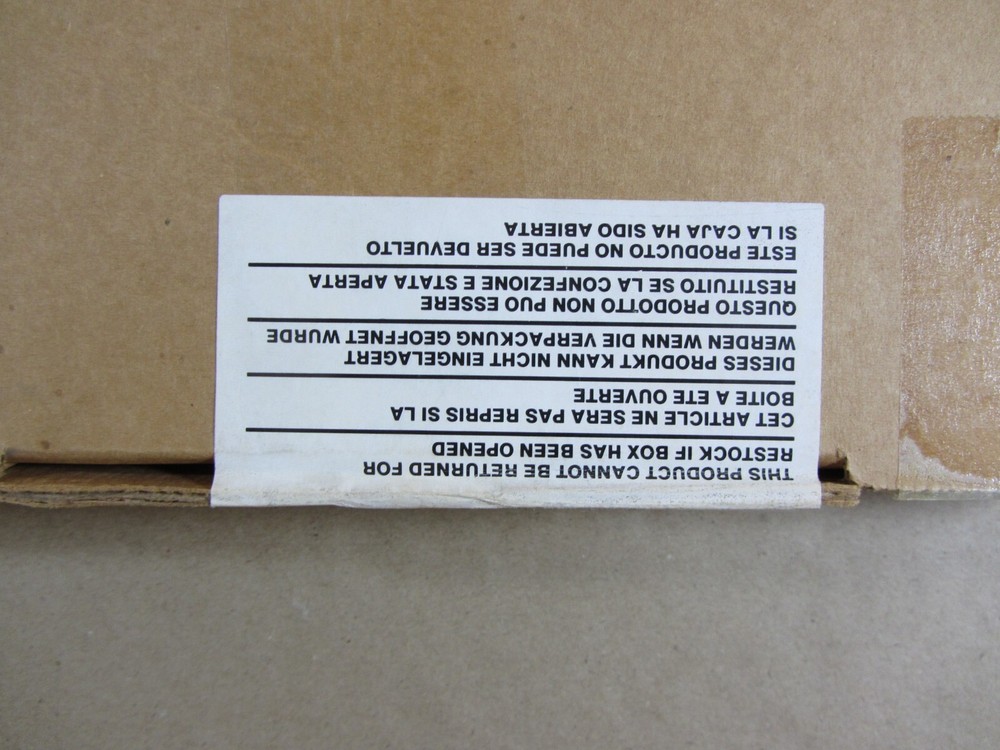 THIS PRODUCT CANNOT BE RETURNED FOR
RESTOCK IF BOX HAS BEEN OPENED
CET ARTICLE NE SERA PAS REPRIS SI LA
BOITE A ETE OUVERTE
DIESES PRODUKT KANN NICHT EINGELAGERT
WERDEN WENN DIE VERPACKUNG GEOFFNET WURDE
QUESTO PRODOTTO NON PUO ESSERE
RESTITUITO SE LA CONFEZIONE E STATA APERTA
ESTE PRODUCTO NO PUEDE SER DEVUELTO
SI LA CAJA HA SIDO ABIERTA